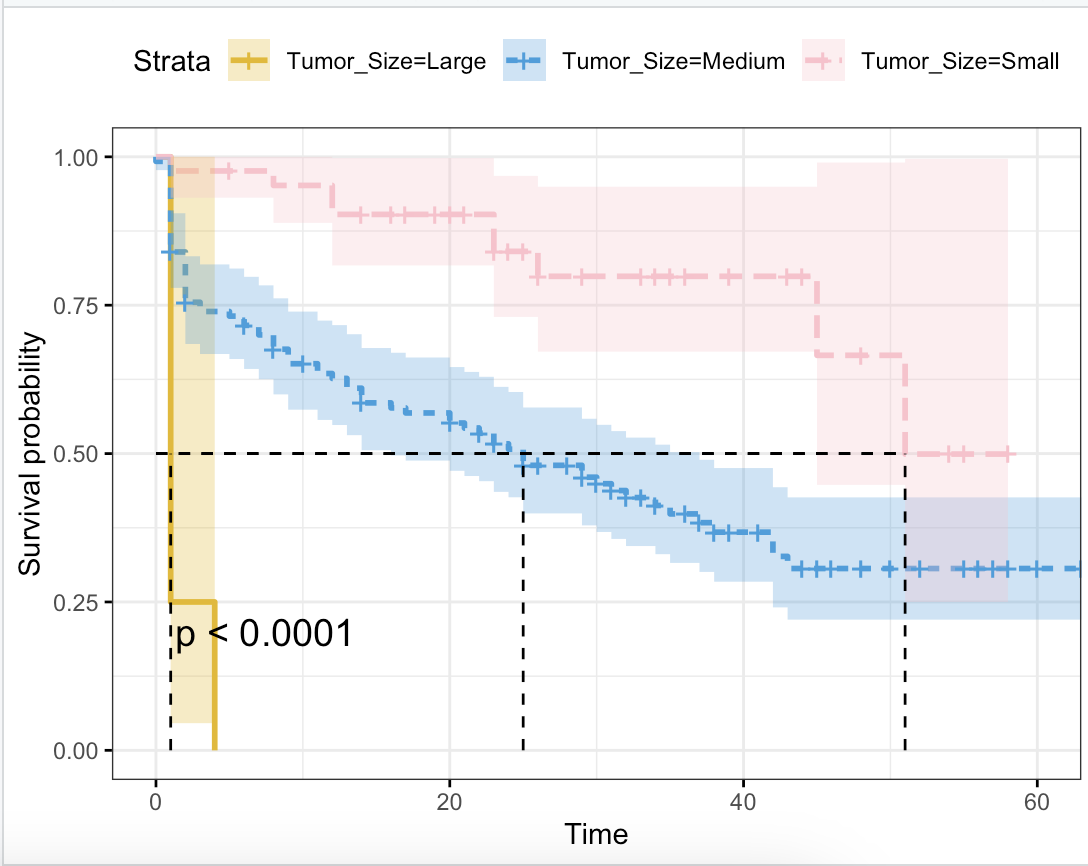 Strata Tumor_Size=Large Tumor_Size=Medium Tumor_Size=Small
1.00
0.75
0.50
0.25
0.00
Survival probability
p < 0.0001
0 20 40 60
Time